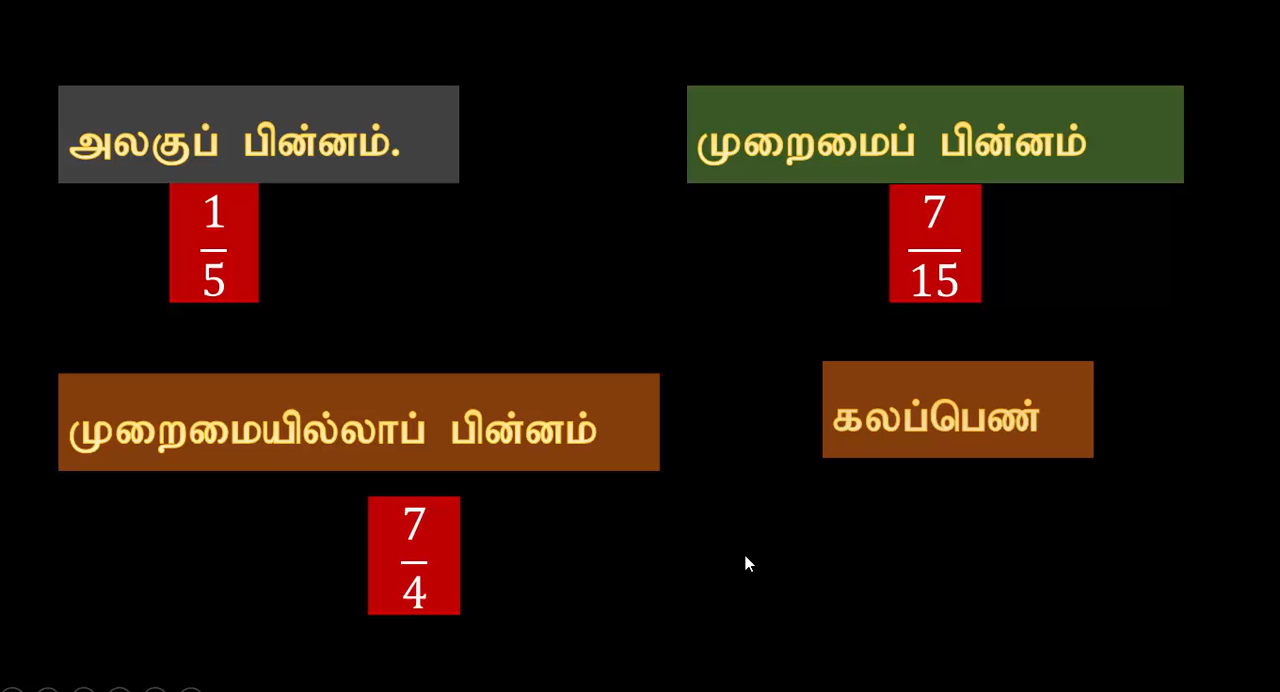 அலகுப் பின்னம்.
1/5
முறைமைப் பின்னம்
7/15
முறைமையில்லாப் பின்னம்
7/4
கலப்பெண்